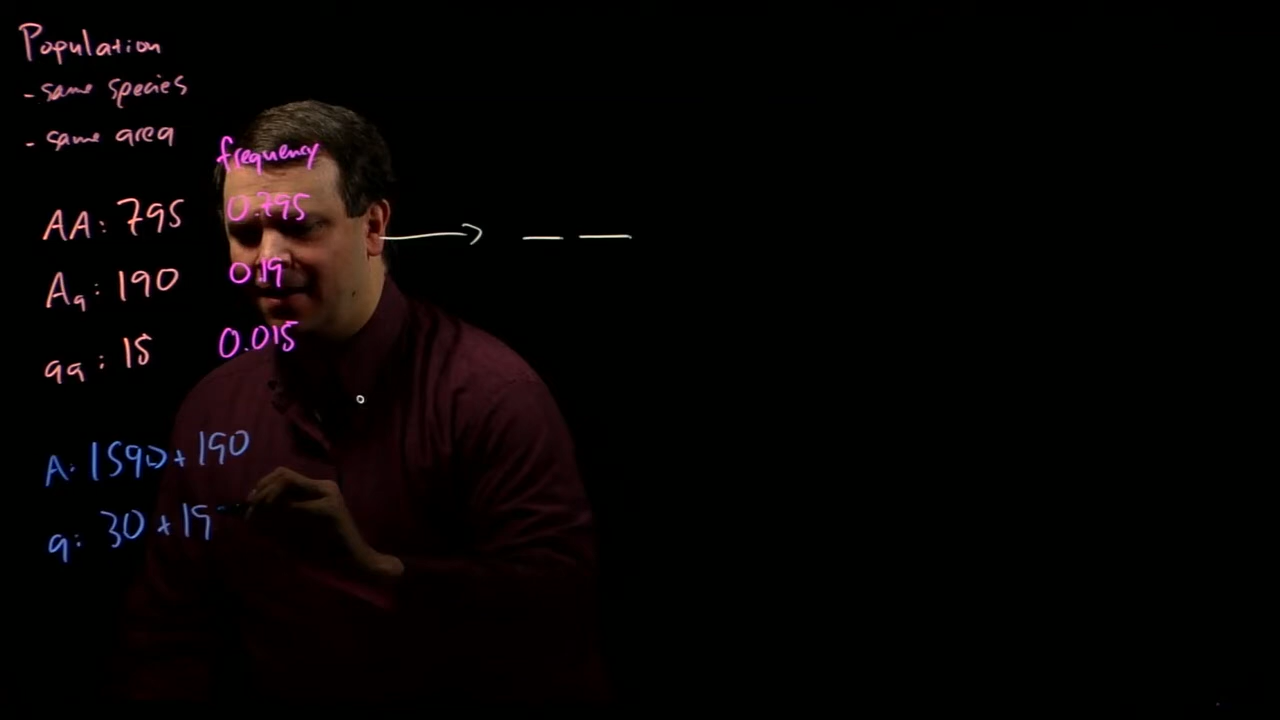 Population
- same species
- same area
frequency
AA: 795 0.795
Aa: 190 0.19
aa: 15 0.015
A: 1590 + 190
a: 30 + 19